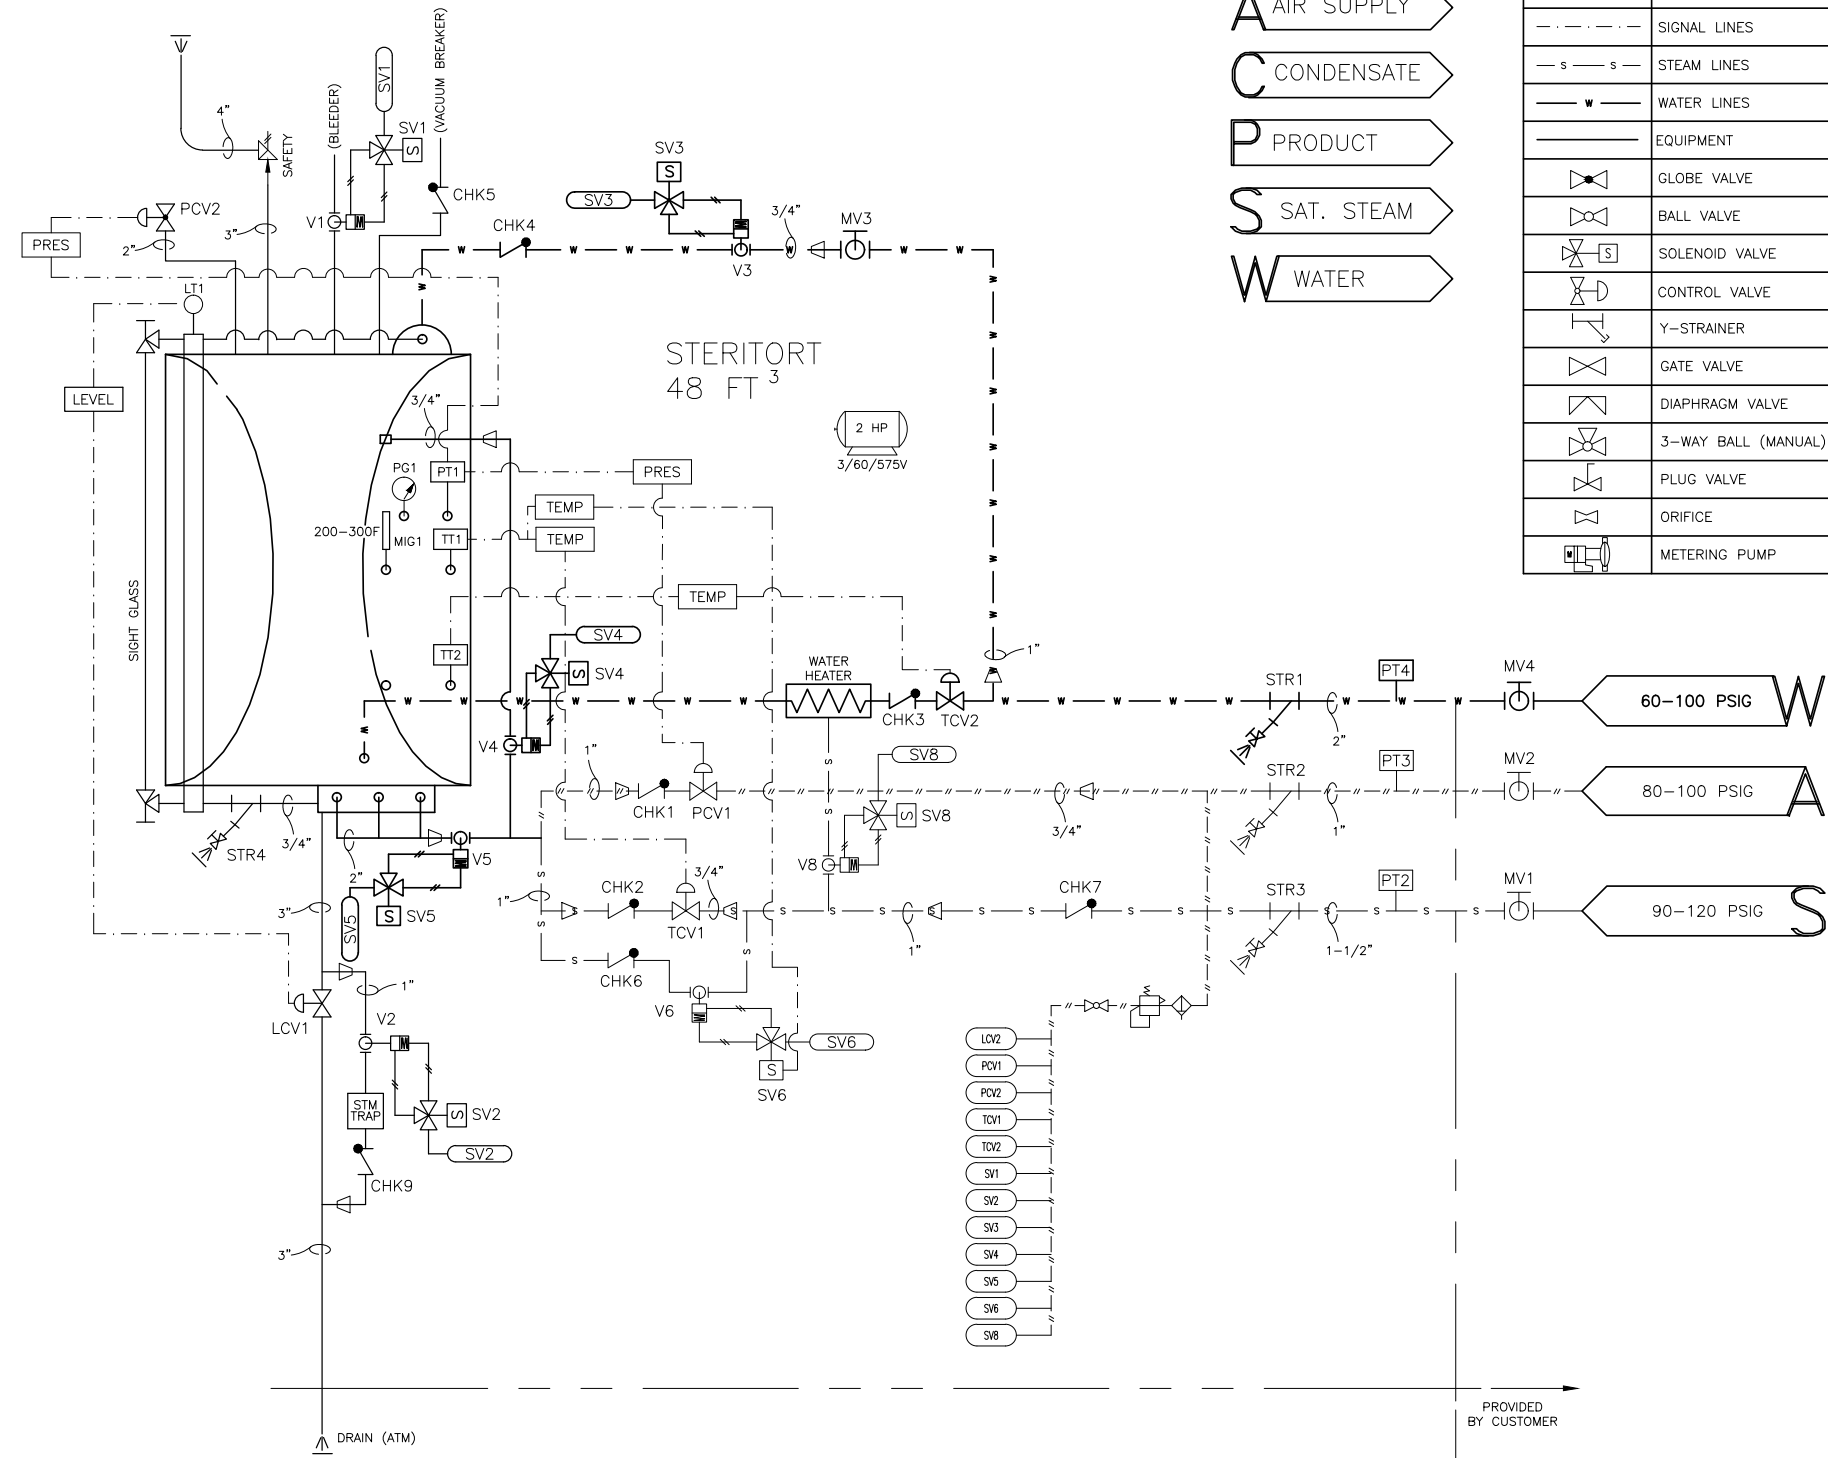 A AIR SUPPLY
C CONDENSATE
P PRODUCT
S SAT. STEAM
W WATER
SIGNAL LINES
S S STEAM LINES
W WATER LINES
EQUIPMENT
GLOBE VALVE
BALL VALVE
S SOLENOID VALVE
CONTROL VALVE
Y-STRAINER
GATE VALVE
DIAPHRAGM VALVE
3-WAY BALL (MANUAL)
PLUG VALVE
ORIFICE
M METERING PUMP
4"
SAFETY
(BLEEDER)
SV1
SV1
S
(VACUUM BREAKER)
CHK5
PCV2
PRES
2"
3"
V1
M
CHK4
SV3
S
SV3
M
V3
3/4"
MV3
LT1
LEVEL
SIGHT GLASS
STERITORT
48 FT 3
2 HP
3/60/575V
3/4"
PG1
PT1
PRES
TEMP
200-300F
MIG1
TT1
TEMP
TEMP
TT2
SV4
SV4
S
V4
M
WATER
HEATER
CHK3
TCV2
1"
STR1
2"
PT4
MV4
60-100 PSIG W
1"
CHK1
PCV1
SV8
SV8
S
V8
M
3/4"
STR2
1"
PT3
MV2
80-100 PSIG A
STR4
3/4"
2"
V5
M
SV5
S
SV5
3"
1"
CHK2
3/4"
TCV1
1"
CHK7
STR3
1-1/2"
PT2
MV1
90-120 PSIG S
CHK6
V6
M
SV6
S
SV6
LCV1
1"
V2
M
STM
TRAP
S
SV2
SV2
CHK9
3"
LCV2
PCV1
PCV2
TCV1
TCV2
SV1
SV2
SV3
SV4
SV5
SV6
SV8
PROVIDED
BY CUSTOMER
DRAIN (ATM)